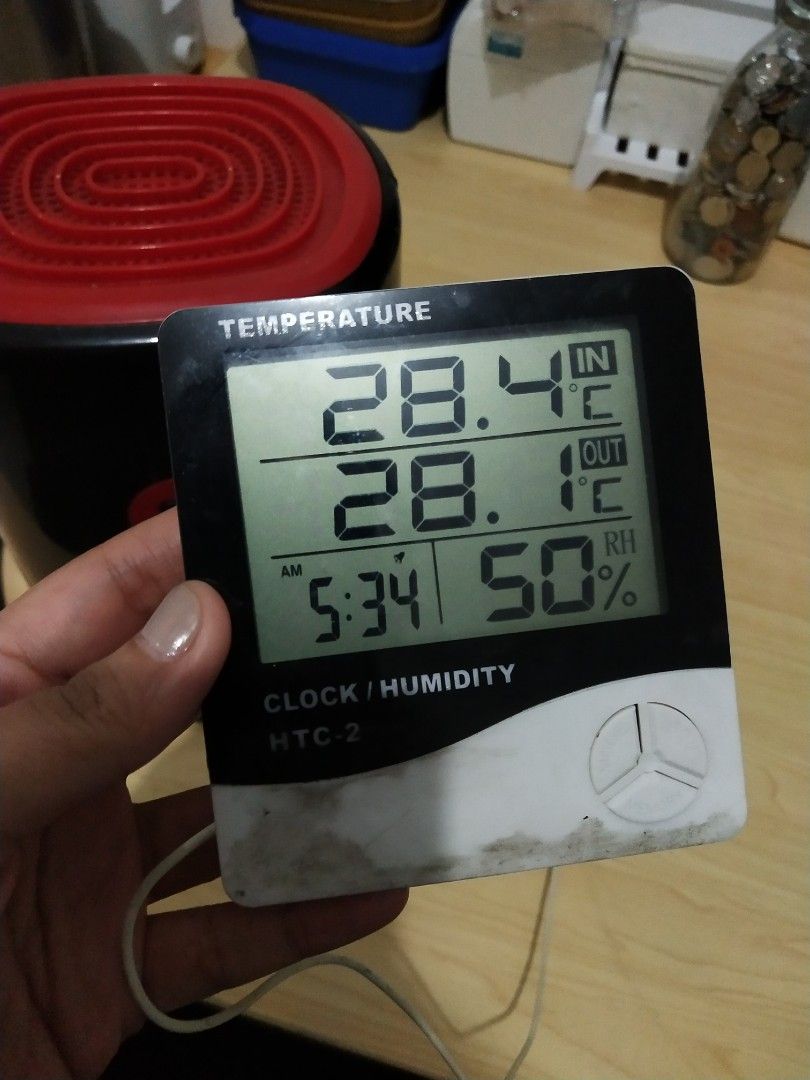 TEMPERATURE
28.4 °C IN
28.1 °C OUT
AM 5:34 50% RH
CLOCK / HUMIDITY
HTC-2